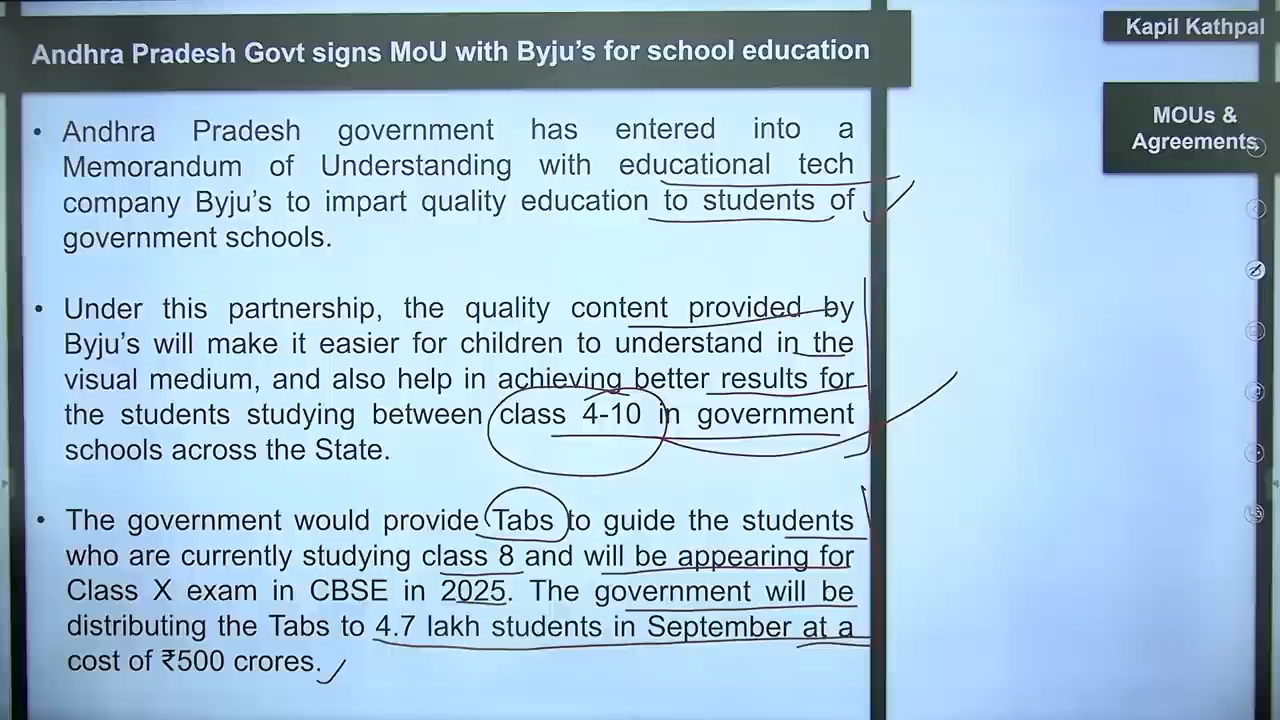 Andhra Pradesh Govt signs MoU with Byju's for school education
Kapil Kathpal
MOUs &
Agreements
• Andhra Pradesh government has entered into a
Memorandum of Understanding with educational tech
company Byju's to impart quality education to students of
government schools.
• Under this partnership, the quality content provided by
Byju's will make it easier for children to understand in the
visual medium, and also help in achieving better results for
the students studying between class 4-10 in government
schools across the State.
• The government would provide Tabs to guide the students
who are currently studying class 8 and will be appearing for
Class X exam in CBSE in 2025. The government will be
distributing the Tabs to 4.7 lakh students in September at a
cost of ₹500 crores.